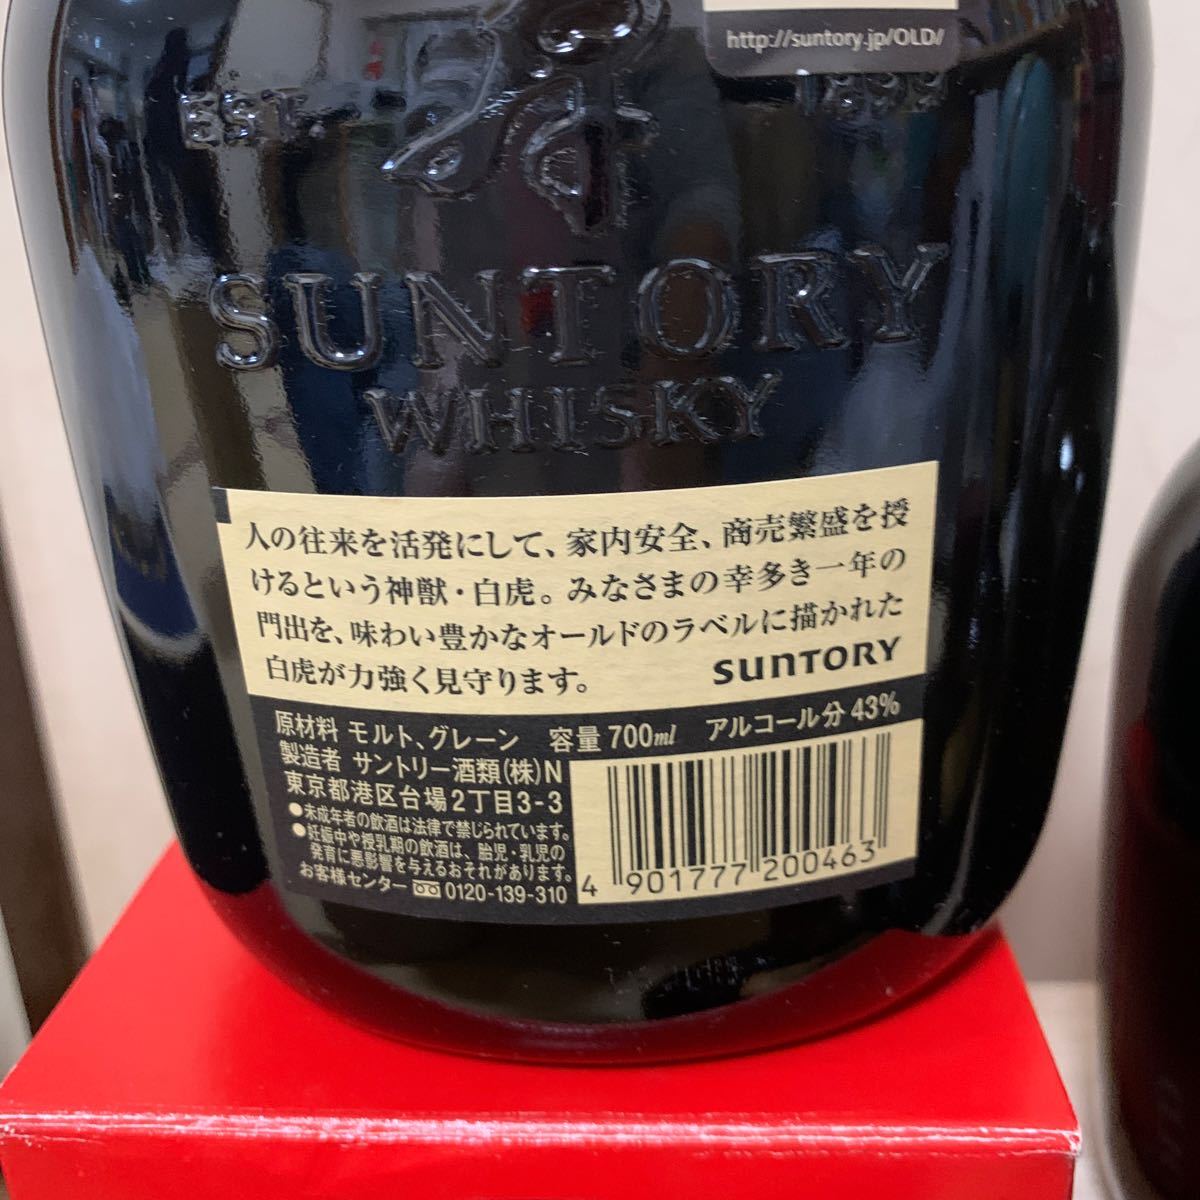 http://suntory.jp/OLD/
EST. 1899
SUNTORY
WHISKY
人の往来を活発にして、家内安全、商売繁盛を授
けるという神獣・白虎。みなさまの幸多き一年の
門出を、味わい豊かなオールドのラベルに描かれた
白虎が力強く見守ります。 SUNTORY
原材料 モルト、グレーン 容量 700ml アルコール分 43%
製造者 サントリー酒類(株)N
東京都港区台場2丁目3-3
●未成年者の飲酒は法律で禁じられています。
●妊娠中や授乳期の飲酒は、胎児・乳児の
発育に悪影響を与えるおそれがあります。
お客様センター 0120-139-310
4 901777 200463